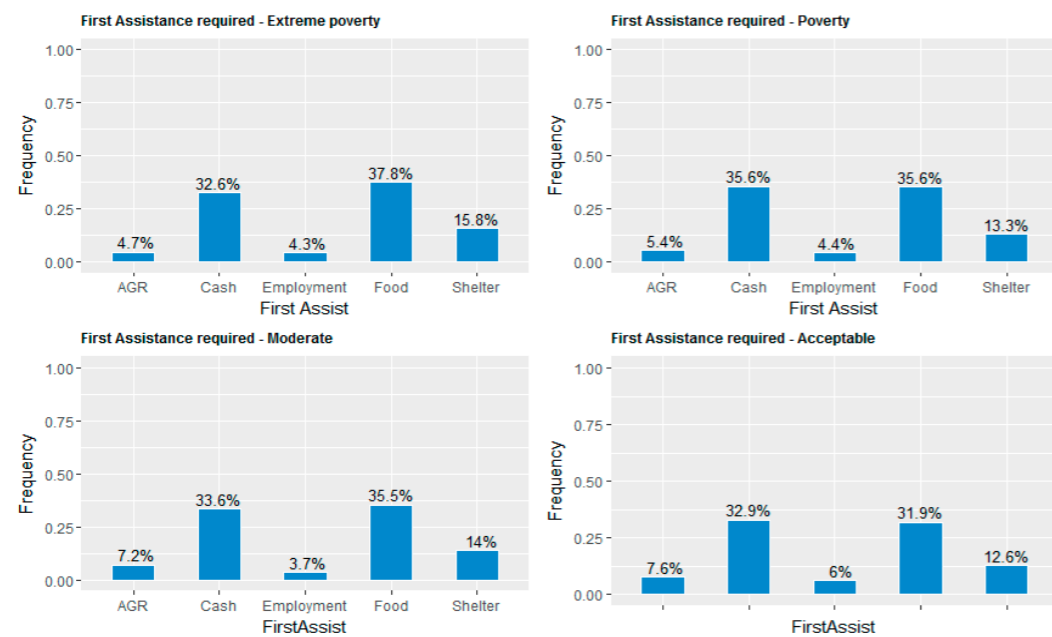 First Assistance required - Extreme poverty
1.00
0.75
0.50
0.25
0.00
Frequency
4.7%
32.6%
4.3%
37.8%
15.8%
AGR Cash Employment Food Shelter
First Assist
First Assistance required - Poverty
1.00
0.75
0.50
0.25
0.00
Frequency
5.4%
35.6%
4.4%
35.6%
13.3%
AGR Cash Employment Food Shelter
First Assist
First Assistance required - Moderate
1.00
0.75
0.50
0.25
0.00
Frequency
7.2%
33.6%
3.7%
35.5%
14%
AGR Cash Employment Food Shelter
FirstAssist
First Assistance required - Acceptable
1.00
0.75
0.50
0.25
0.00
Frequency
7.6%
32.9%
6%
31.9%
12.6%
FirstAssist